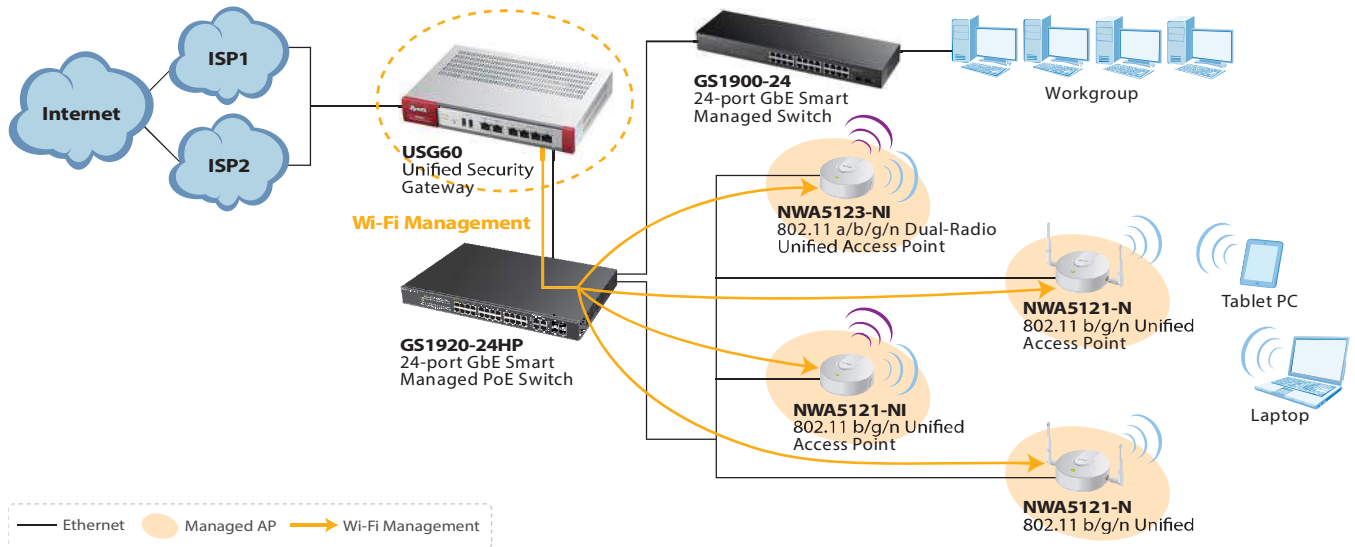 Internet
ISP1
ISP2
USG60
Unified Security
Gateway
Wi-Fi Management
GS1920-24HP
24-port GbE Smart
Managed PoE Switch
GS1900-24
24-port GbE Smart
Managed Switch
Workgroup
NWA5123-NI
802.11 a/b/g/n Dual-Radio
Unified Access Point
NWA5121-N
802.11 b/g/n Unified
Access Point
Tablet PC
NWA5121-NI
802.11 b/g/n Unified
Access Point
Laptop
NWA5121-N
802.11 b/g/n Unified
Ethernet
Managed AP
Wi-Fi Management